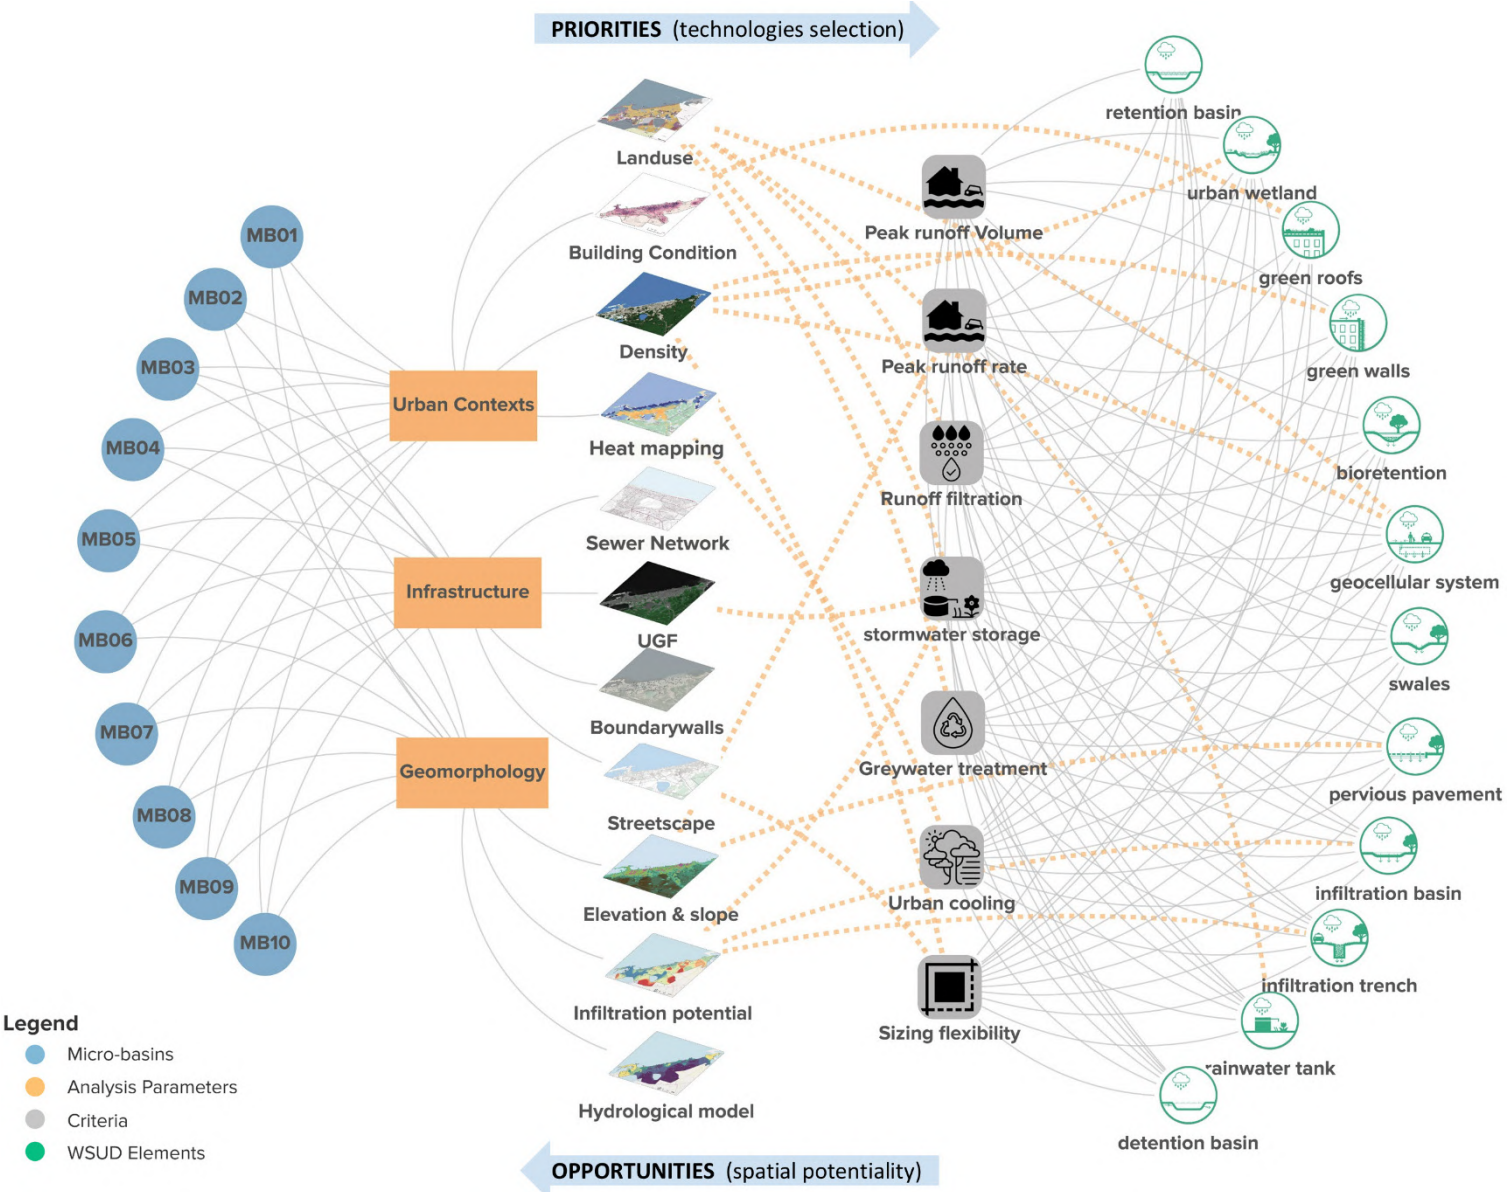 PRIORITIES (technologies selection)
MB01
MB02
MB03
MB04
MB05
MB06
MB07
MB08
MB09
MB10
Urban Contexts
Infrastructure
Geomorphology
Landuse
Building Condition
Density
Heat mapping
Sewer Network
UGF
Boundarywalls
Streetscape
Elevation & slope
Infiltration potential
Hydrological model
Peak runoff Volume
Peak runoff rate
Runoff filtration
stormwater storage
Greywater treatment
Urban cooling
Sizing flexibility
retention basin
urban wetland
green roofs
green walls
bioretention
geocellular system
swales
pervious pavement
infiltration basin
infiltration trench
rainwater tank
detention basin
Legend
Micro-basins
Analysis Parameters
Criteria
WSUD Elements
OPPORTUNITIES (spatial potentiality)